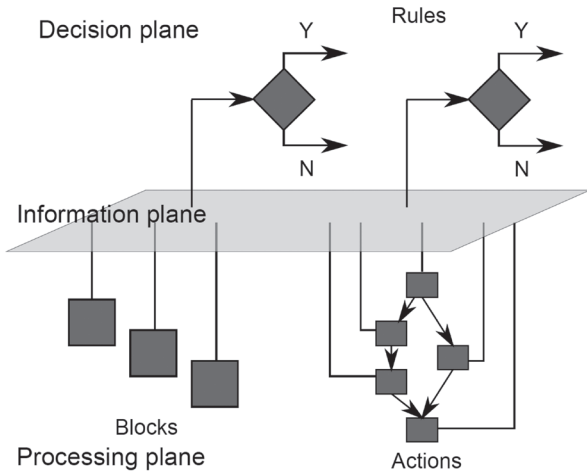 Decision plane
Rules
Y
Y
N
N
Information plane
Blocks
Actions
Processing plane